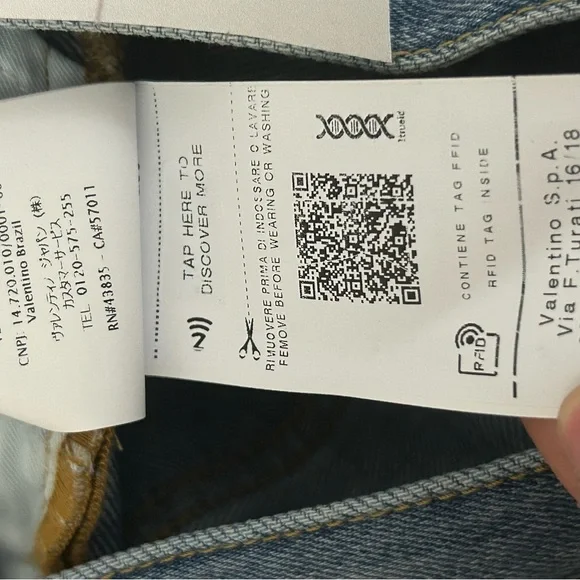 CNPJ: 14.720.010/0001
Valentino Brazil
ヴァレンティノ ジャパン (株)
カスタマーサービス
TEL 0120-575-255
RN#43835 - CA#57011
TAP HERE TO
DISCOVER MORE
RIMUOVERE PRIMA DI INDOSSARE O LAVARE
REMOVE BEFORE WEARING OR WASHING
1trueid
CONTIENE TAG RFID
RFID TAG INSIDE
RFID
Valentino S.p.A.
Via F.Turati 16/18